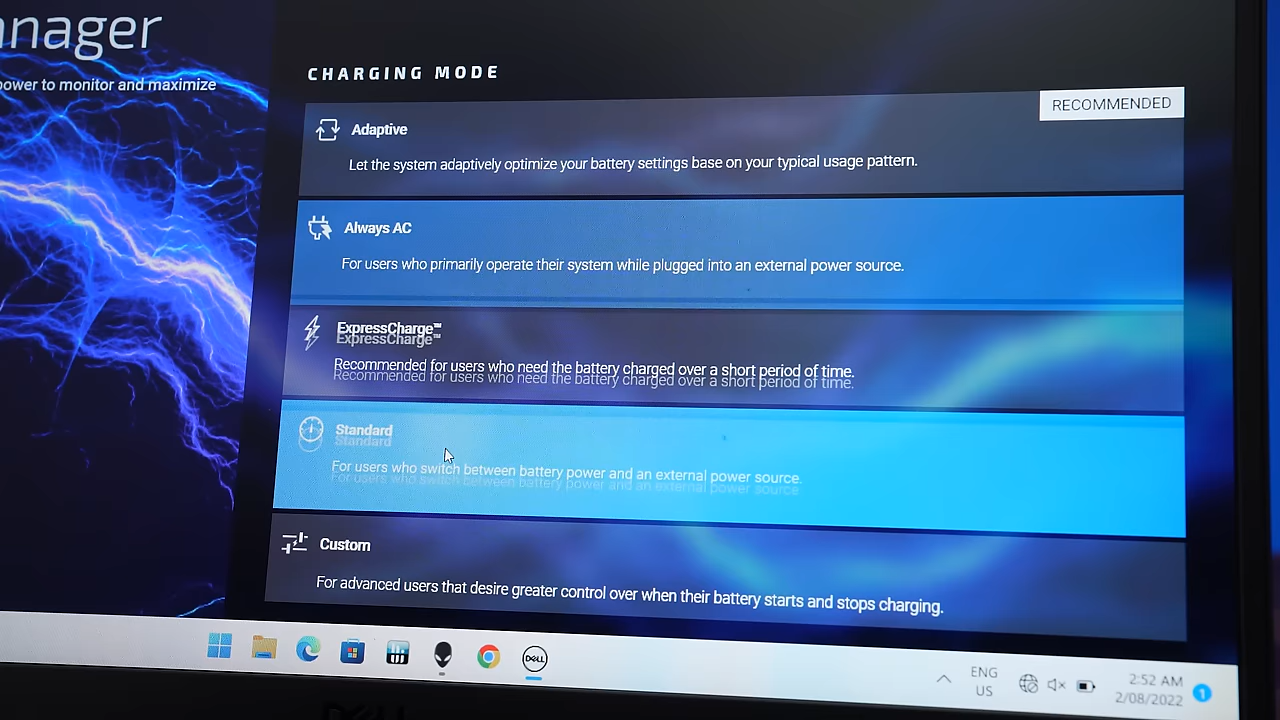 anager
power to monitor and maximize
CHARGING MODE
RECOMMENDED
Adaptive
Let the system adaptively optimize your battery settings base on your typical usage pattern.
Always AC
For users who primarily operate their system while plugged into an external power source.
ExpressCharge™
Recommended for users who need the battery charged over a short period of time.
Standard
For users who switch between battery power and an external power source.
Custom
For advanced users that desire greater control over when their battery starts and stops charging.
DELL
ENG
US
2:52 AM
2/08/2022
1
DELL